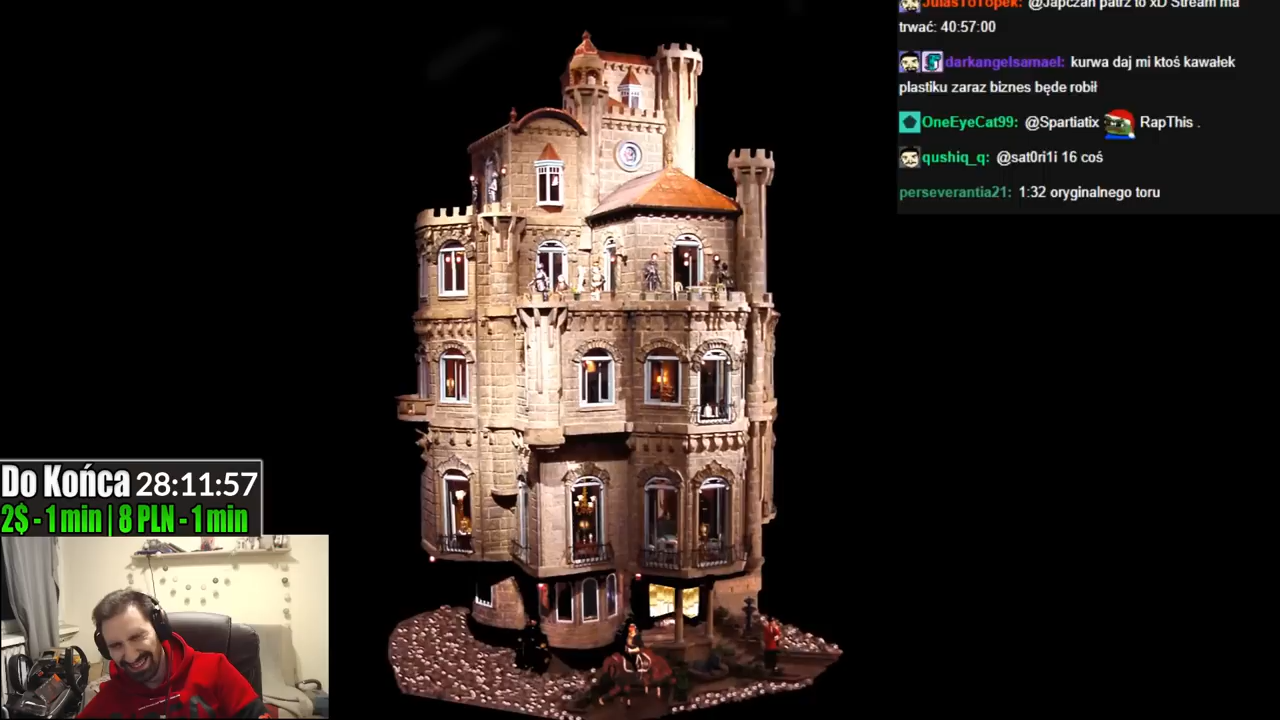 JulasToTopek: @Japczan patrz to xD Stream ma
trwać: 40:57:00
darkangelsamael: kurwa daj mi ktoś kawałek
plastiku zaraz biznes będe robił
OneEyeCat99: @Spartiatix RapThis .
qushiq_q: @sat0ri1i 16 coś
perseverantia21: 1:32 oryginalnego toru
Do Końca 28:11:57
2$ - 1 min | 8 PLN - 1 min